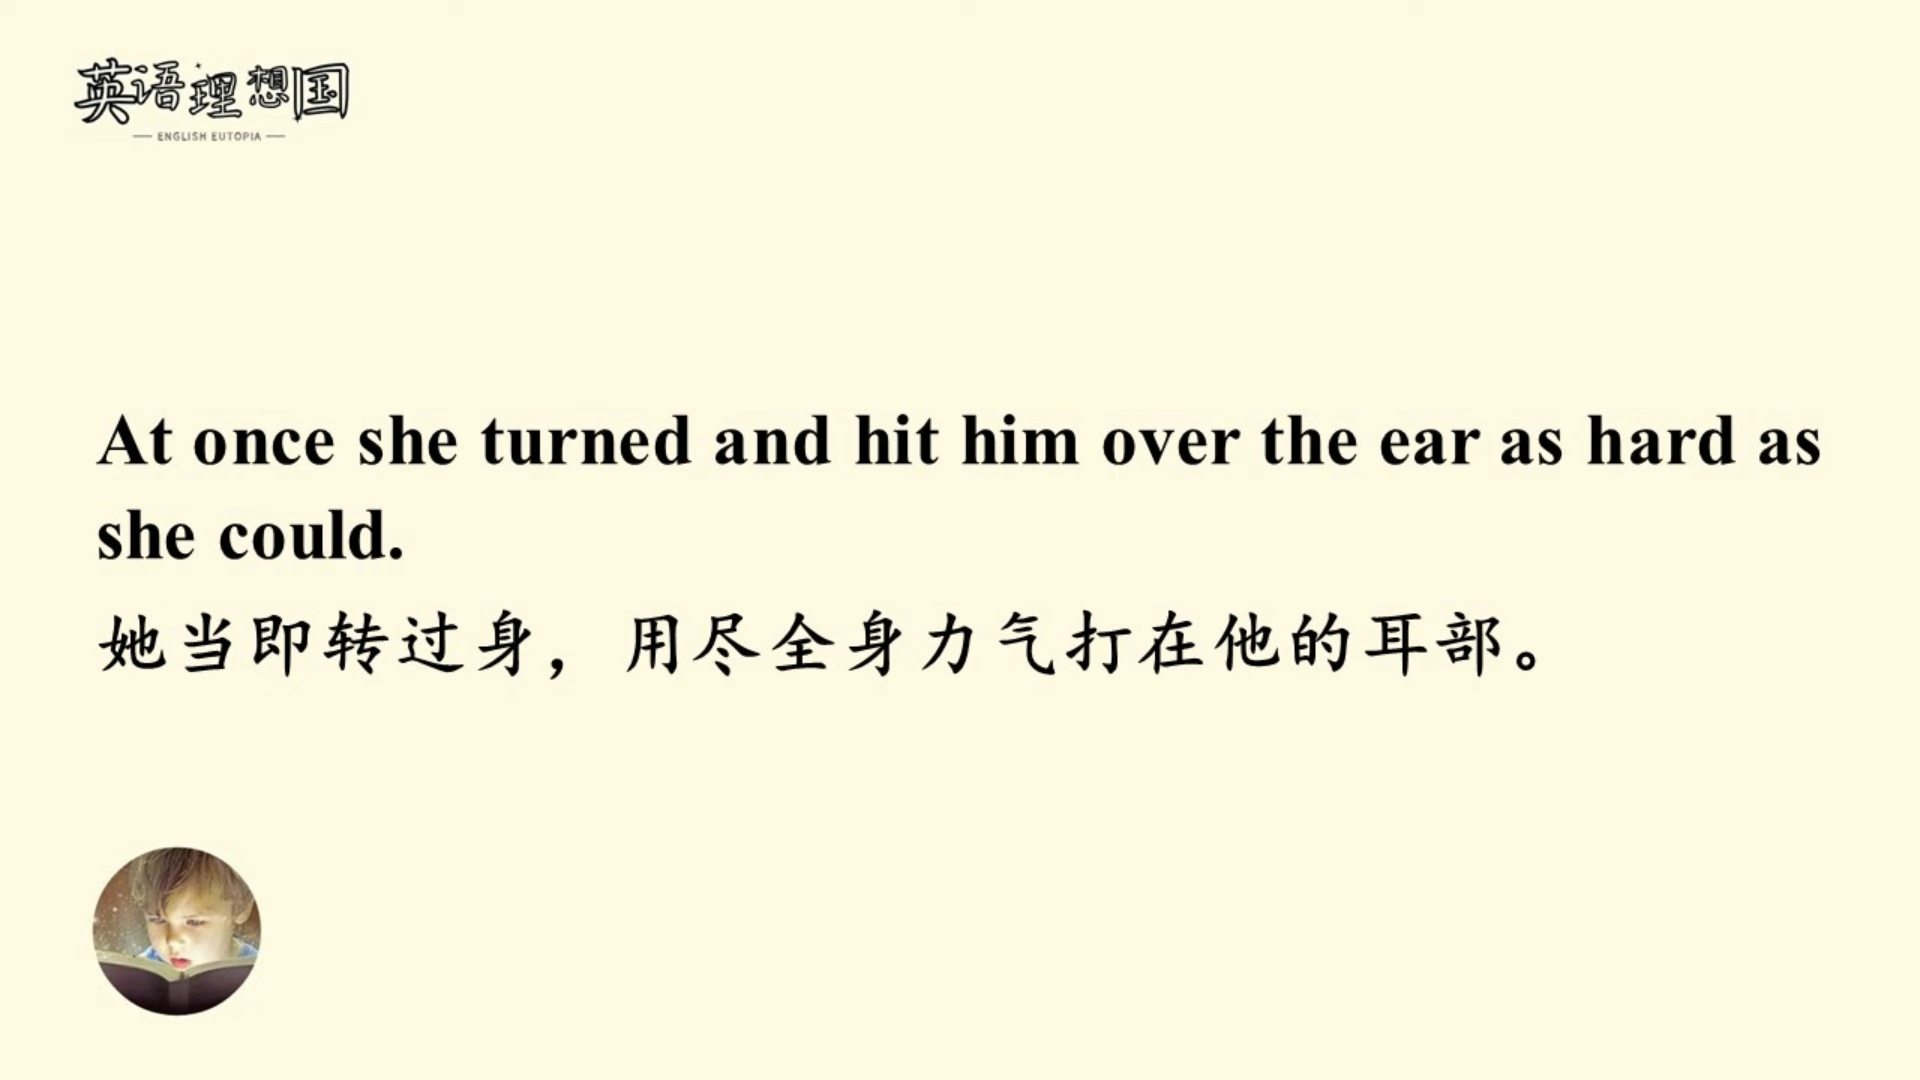 英语理想国
ENGLISH EUTOPIA
At once she turned and hit him over the ear as hard as
she could.
她当即转过身，用尽全身力气打在他的耳部。